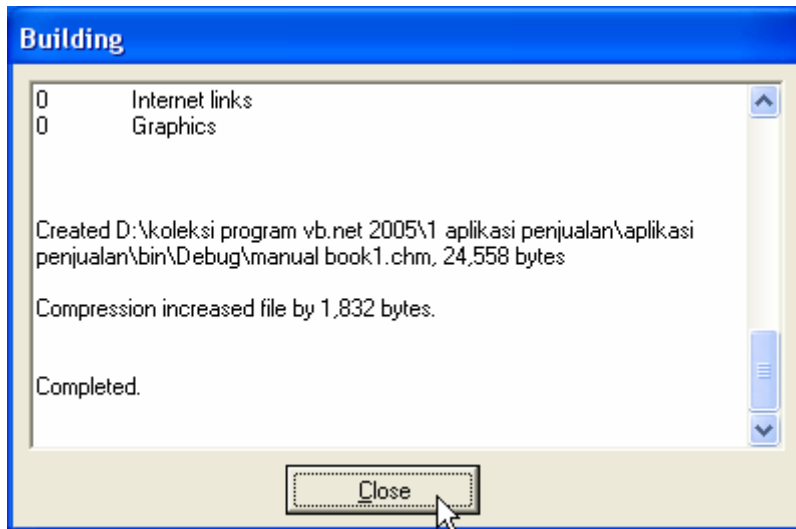 Building
0 Internet links
0 Graphics
Created D:\koleksi program vb.net 2005\1 aplikasi penjualan\aplikasi
penjualan\bin\Debug\manual book1.chm, 24,558 bytes
Compression increased file by 1,832 bytes.
Completed.
Close